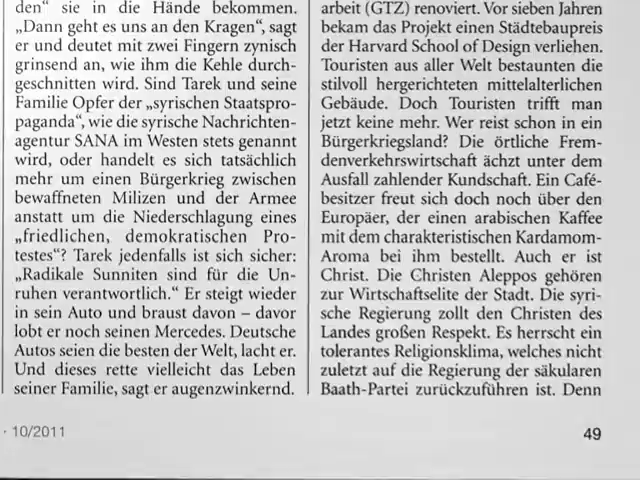 den“ sie in die Hände bekommen.
„Dann geht es uns an den Kragen“, sagt
er und deutet mit zwei Fingern zynisch
grinsend an, wie ihm die Kehle durch-
geschnitten wird. Sind Tarek und seine
Familie Opfer der „syrischen Staatspro-
paganda“, wie die syrische Nachrichten-
agentur SANA im Westen stets genannt
wird, oder handelt es sich tatsächlich
mehr um einen Bürgerkrieg zwischen
bewaffneten Milizen und der Armee
anstatt um die Niederschlagung eines
„friedlichen, demokratischen Pro-
testes“? Tarek jedenfalls ist sich sicher:
„Radikale Sunniten sind für die Un-
ruhen verantwortlich.“ Er steigt wieder
in sein Auto und braust davon – davor
lobt er noch seinen Mercedes. Deutsche
Autos seien die besten der Welt, lacht er.
Und dieses rette vielleicht das Leben
seiner Familie, sagt er augenzwinkernd.
arbeit (GTZ) renoviert. Vor sieben Jahren
bekam das Projekt einen Städtebaupreis
der Harvard School of Design verliehen.
Touristen aus aller Welt bestaunten die
stilvoll hergerichteten mittelalterlichen
Gebäude. Doch Touristen trifft man
jetzt keine mehr. Wer reist schon in ein
Bürgerkriegsland? Die örtliche Frem-
denverkehrswirtschaft ächzt unter dem
Ausfall zahlender Kundschaft. Ein Café-
besitzer freut sich doch noch über den
Europäer, der einen arabischen Kaffee
mit dem charakteristischen Kardamom-
Aroma bei ihm bestellt. Auch er ist
Christ. Die Christen Aleppos gehören
zur Wirtschaftselite der Stadt. Die syri-
sche Regierung zollt den Christen des
Landes großen Respekt. Es herrscht ein
tolerantes Religionsklima, welches nicht
zuletzt auf die Regierung der säkularen
Baath-Partei zurückzuführen ist. Denn
· 10/2011
49